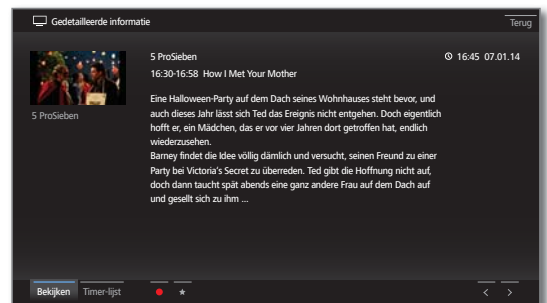 Gedetailleerde informatie
Terug
5 ProSieben
16:45 07.01.14
16:30-16:58 How I Met Your Mother
5 ProSieben
Eine Halloween-Party auf dem Dach seines Wohnhauses steht bevor, und
auch dieses Jahr lässt sich Ted das Ereignis nicht entgehen. Doch eigentlich
hofft er, ein Mädchen, das er vor vier Jahren dort getroffen hat, endlich
wiederzusehen.
Barney findet die Idee völlig dämlich und versucht, seinen Freund zu einer
Party bei Victoria's Secret zu überreden. Ted gibt die Hoffnung nicht auf,
doch dann taucht spät abends eine ganz andere Frau auf dem Dach auf
und gesellt sich zu ihm ...
Bekijken Timer-lijst